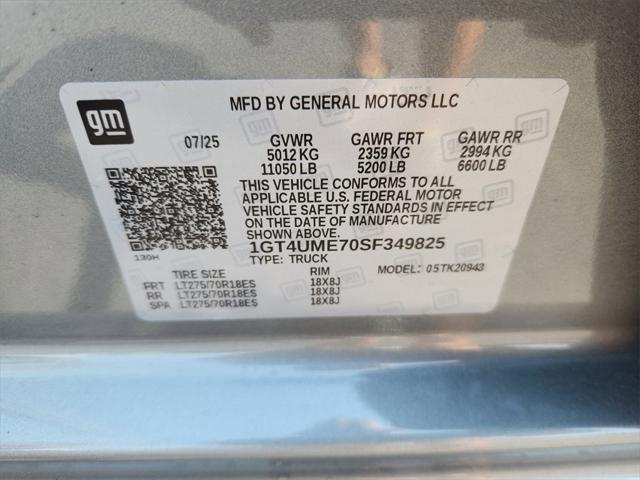 gm
MFD BY GENERAL MOTORS LLC
07/25 GVWR GAWR FRT GAWR RR
5012 KG 2359 KG 2994 KG
11050 LB 5200 LB 6600 LB
THIS VEHICLE CONFORMS TO ALL
APPLICABLE U.S. FEDERAL MOTOR
VEHICLE SAFETY STANDARDS IN EFFECT
ON THE DATE OF MANUFACTURE
SHOWN ABOVE.
1GT4UME70SF349825
130H TYPE: TRUCK MODEL: 05TK20943
TIRE SIZE RIM
FRT LT275/70R18ES 18X8J
RR LT275/70R18ES 18X8J
SPA LT275/70R18ES 18X8J